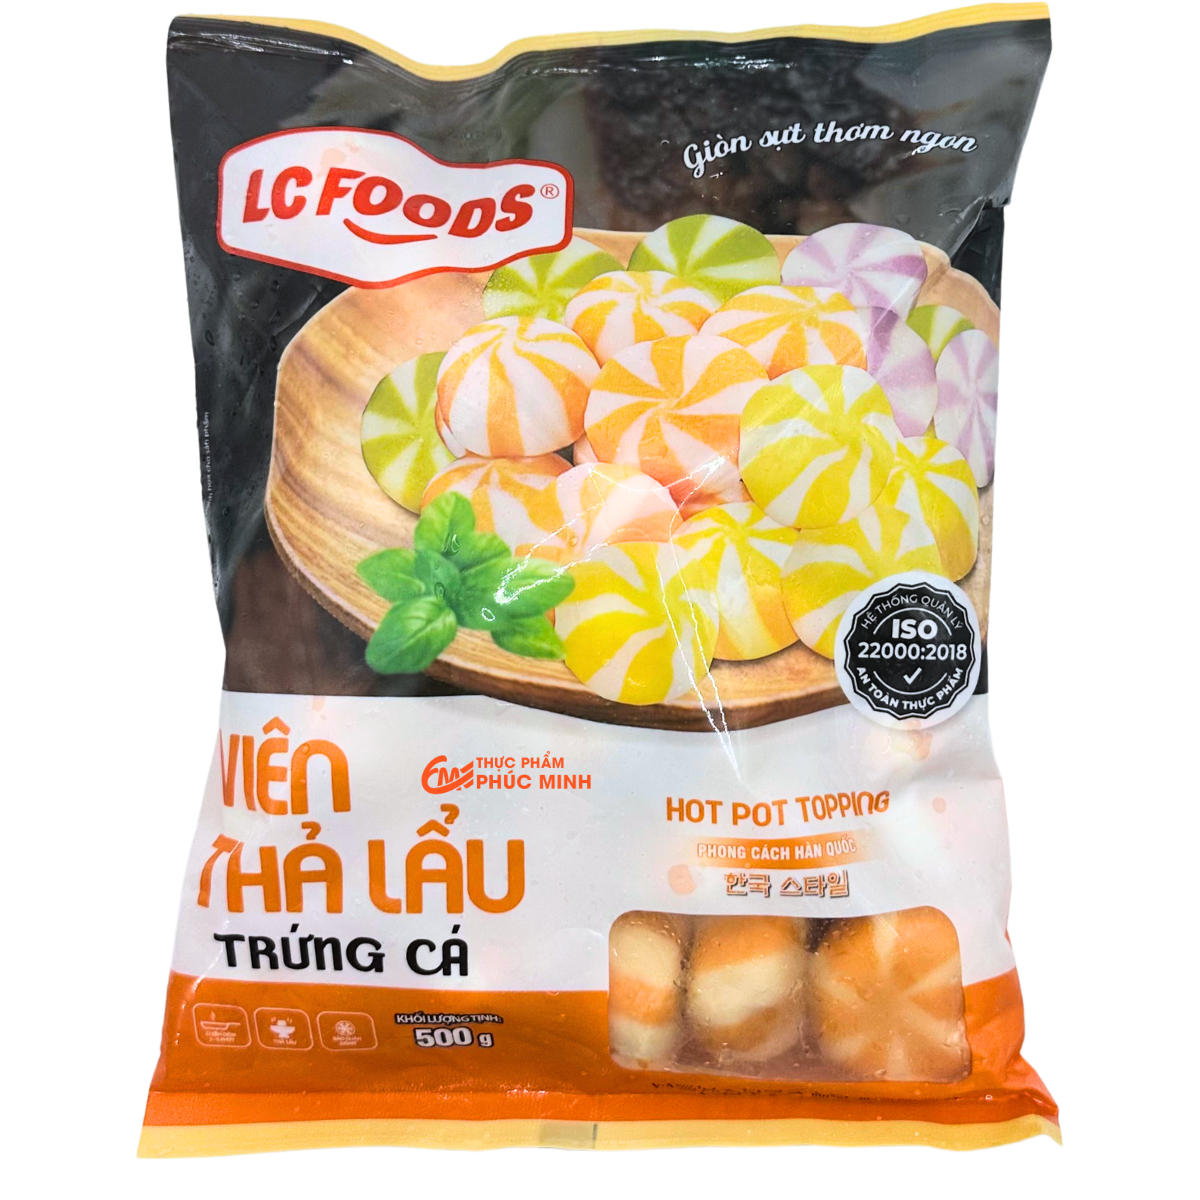 LC FOODS®
Giòn sựt thơm ngon
HỆ THỐNG QUẢN LÝ
ISO
22000:2018
AN TOÀN THỰC PHẨM
VIÊN
THẢ LẨU
TRỨNG CÁ
THỰC PHẨM
PHÚC MINH
HOT POT TOPPING
PHONG CÁCH HÀN QUỐC
한국 스타일
THẢ LẨU
KHỐI LƯỢNG TỊNH:
500 g